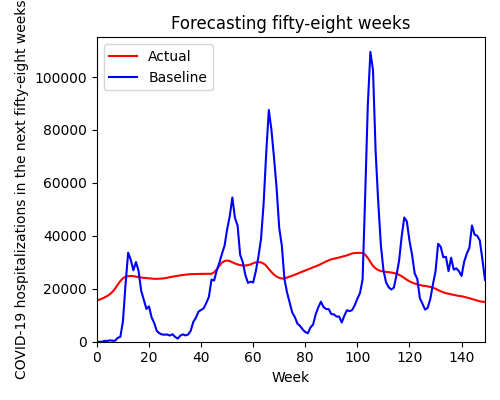 Forecasting fifty-eight weeks
COVID-19 hospitalizations in the next fifty-eight weeks
Actual
Baseline
100000
80000
60000
40000
20000
0
0 20 40 60 80 100 120 140
Week